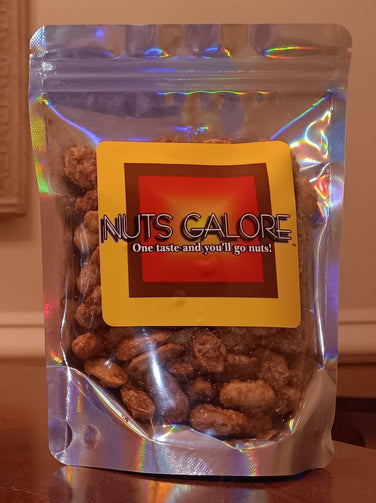 NUTS GALORE
One taste and you'll go nuts!